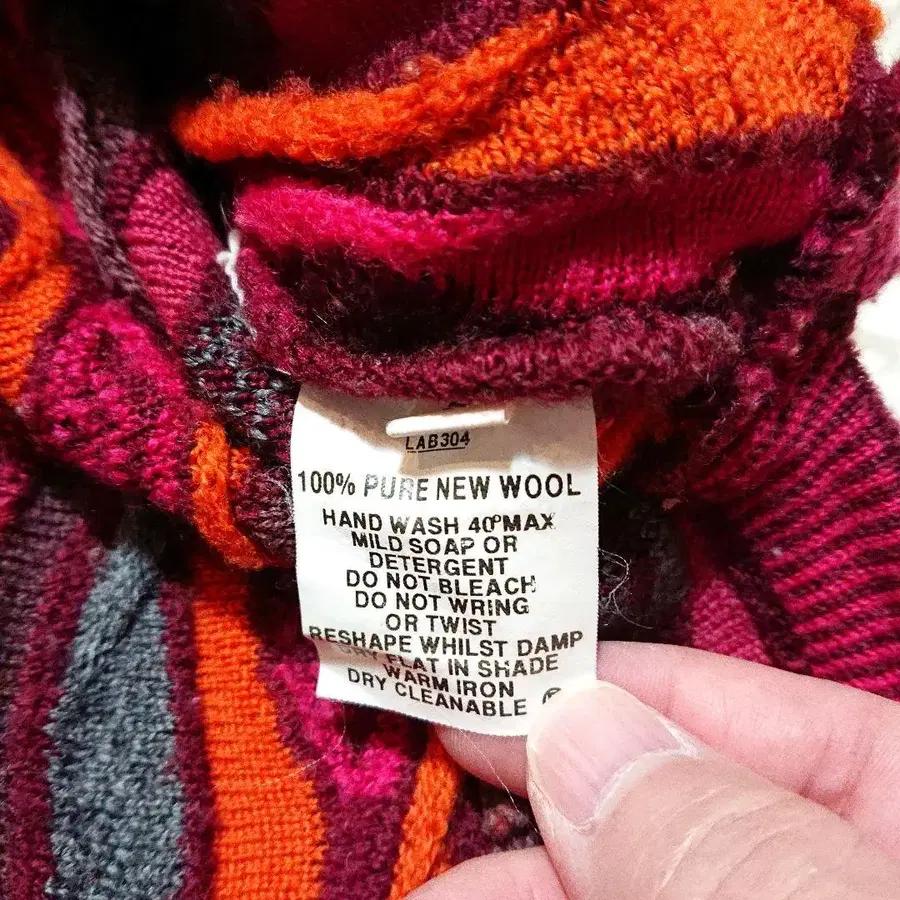 LAB304
100% PURE NEW WOOL
HAND WASH 40°MAX
MILD SOAP OR
DETERGENT
DO NOT BLEACH
DO NOT WRING
OR TWIST
RESHAPE WHILST DAMP
DRY FLAT IN SHADE
WARM IRON
DRY CLEANABLE